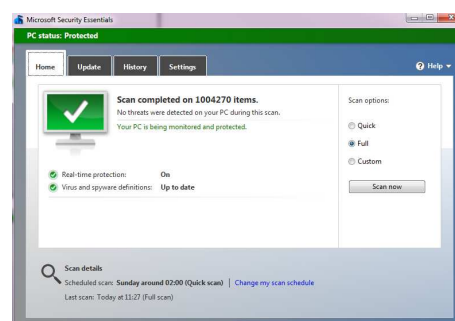 Microsoft Security Essentials
PC status: Protected
Home Update History Settings Help
Scan completed on 1004270 items.
No threats were detected on your PC during this scan.
Your PC is being monitored and protected.
Real-time protection: On
Virus and spyware definitions: Up to date
Scan options:
Quick
Full
Custom
Scan now
Scan details
Scheduled scan: Sunday around 02:00 (Quick scan) | Change my scan schedule
Last scan: Today at 11:27 (Full scan)